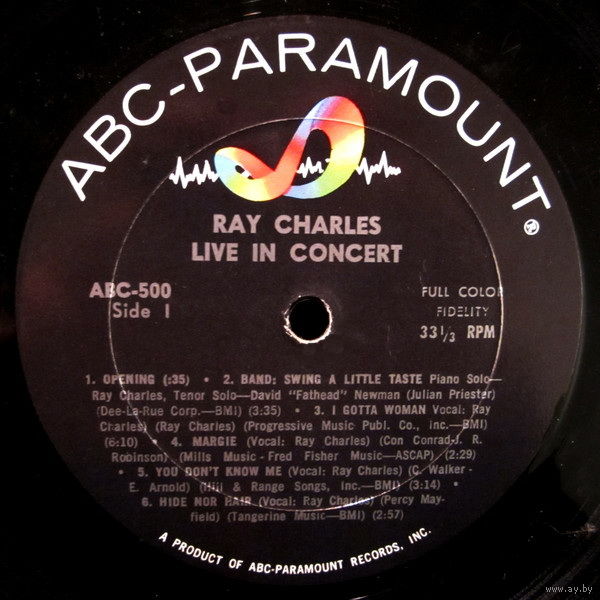 ABC-PARAMOUNT®
RAY CHARLES
LIVE IN CONCERT
ABC-500
Side 1
FULL COLOR
FIDELITY
33 1/3 RPM
1. OPENING (:35) • 2. BAND: SWING A LITTLE TASTE Piano Solo—
Ray Charles, Tenor Solo—David "Fathead" Newman (Julian Priester)
(Dee-La-Rue Corp.—BMI) (3:35) • 3. I GOTTA WOMAN Vocal: Ray
Charles) (Ray Charles) (Progressive Music Publ. Co., Inc.—BMI)
(6:10) • 4. MARGIE (Vocal: Ray Charles) (Con Conrad-J. R.
Robinson) (Mills Music - Fred Fisher Music—ASCAP) (2:29)
• 5. YOU DON'T KNOW ME (Vocal: Ray Charles) (C. Walker -
E. Arnold) (Hill & Range Songs, Inc.—BMI) (3:14) •
6. HIDE NOR HAIR (Vocal: Ray Charles) (Percy May-
field) (Tangerine Music—BMI) (2:57)
A PRODUCT OF ABC-PARAMOUNT RECORDS, INC.
www.ay.by